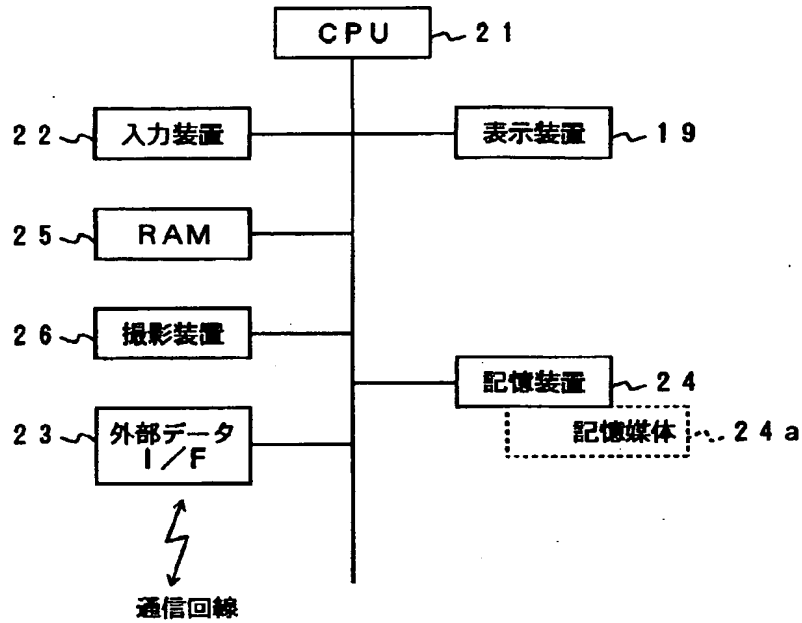 CPU 21
22 入力装置 表示装置 19
25 RAM
26 撮影装置
記憶装置 24
23 外部データ
I/F
記憶媒体 24a
通信回線